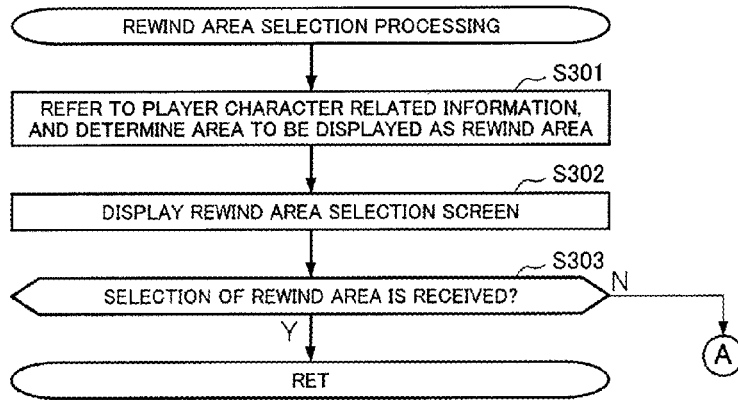 REWIND AREA SELECTION PROCESSING
S301
REFER TO PLAYER CHARACTER RELATED INFORMATION,
AND DETERMINE AREA TO BE DISPLAYED AS REWIND AREA
S302
DISPLAY REWIND AREA SELECTION SCREEN
S303
SELECTION OF REWIND AREA IS RECEIVED?
N
Y
A
RET